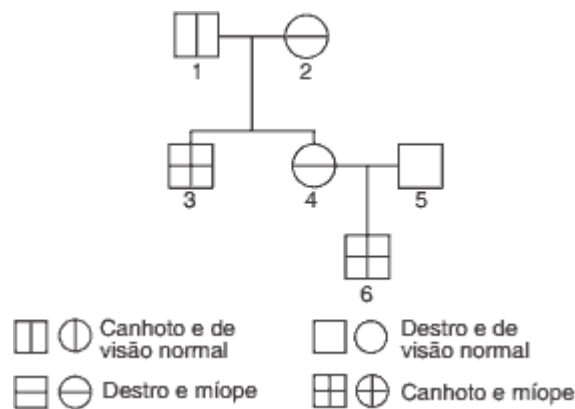 1
2
3
4
5
6
Canhoto e de
visão normal
Destro e de
visão normal
Destro e míope
Canhoto e míope